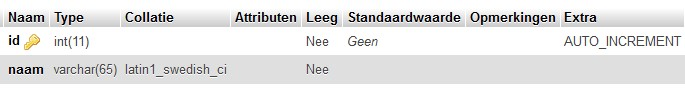 Naam Type Collatie Attributen Leeg Standaardwaarde Opmerkingen Extra
id int(11) Nee Geen AUTO_INCREMENT
naam varchar(65) latin1_swedish_ci Nee